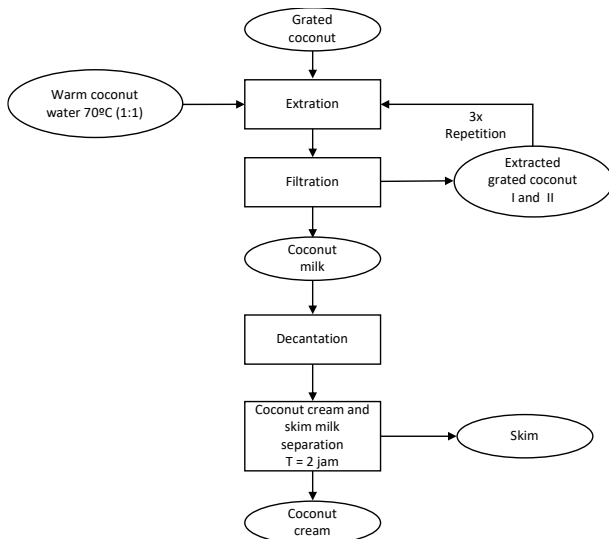 Grated
coconut
Warm coconut
water 70ºC (1:1)
Extration
3x
Repetition
Filtration
Extracted
grated coconut
I and II
Coconut
milk
Decantation
Coconut cream and
skim milk
separation
T = 2 jam
Skim
Coconut
cream